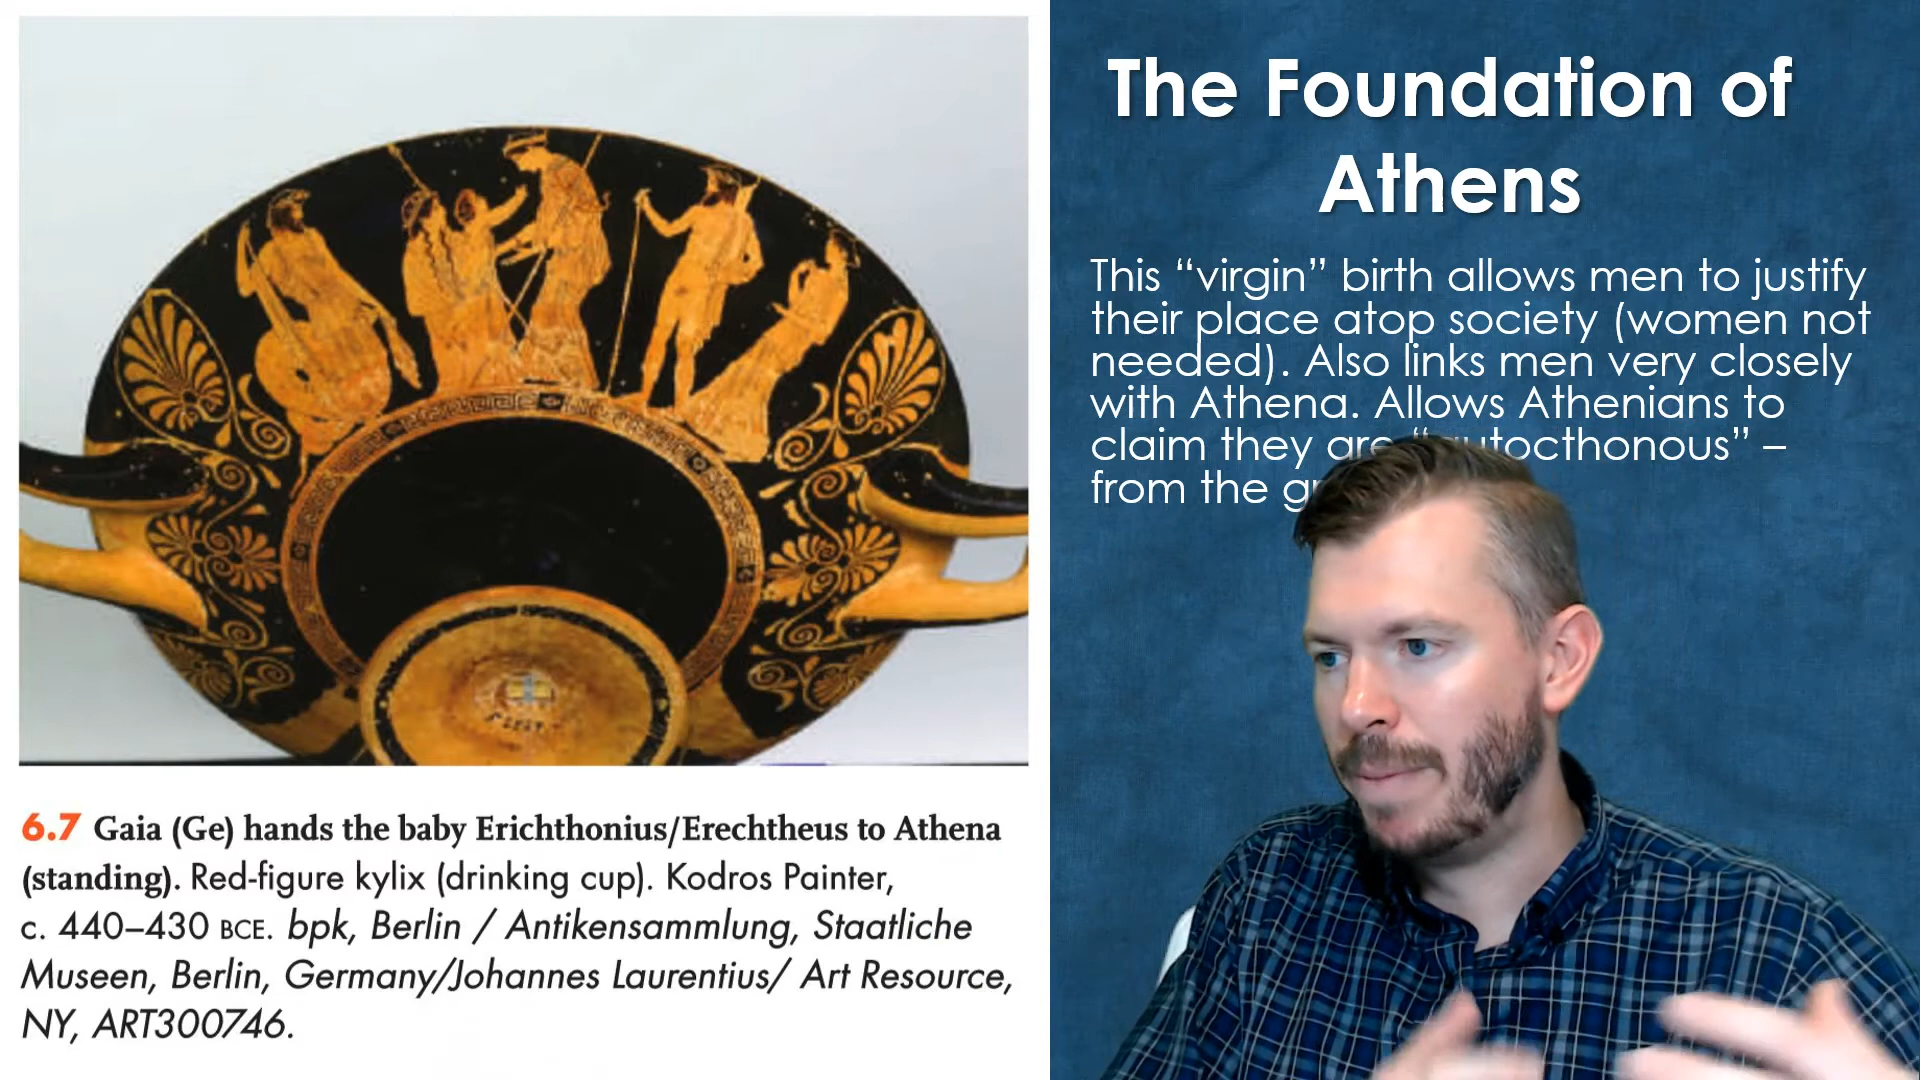 The Foundation of
Athens
This “virgin” birth allows men to justify
their place atop society (women not
needed). Also links men very closely
with Athena. Allows Athenians to
claim they are “autocthonous” –
from the
6.7 Gaia (Ge) hands the baby Erichthonius/Erechtheus to Athena
(standing). Red-figure kylix (drinking cup). Kodros Painter,
c. 440–430 BCE. bpk, Berlin / Antikensammlung, Staatliche
Museen, Berlin, Germany/Johannes Laurentius/ Art Resource,
NY, ART300746.